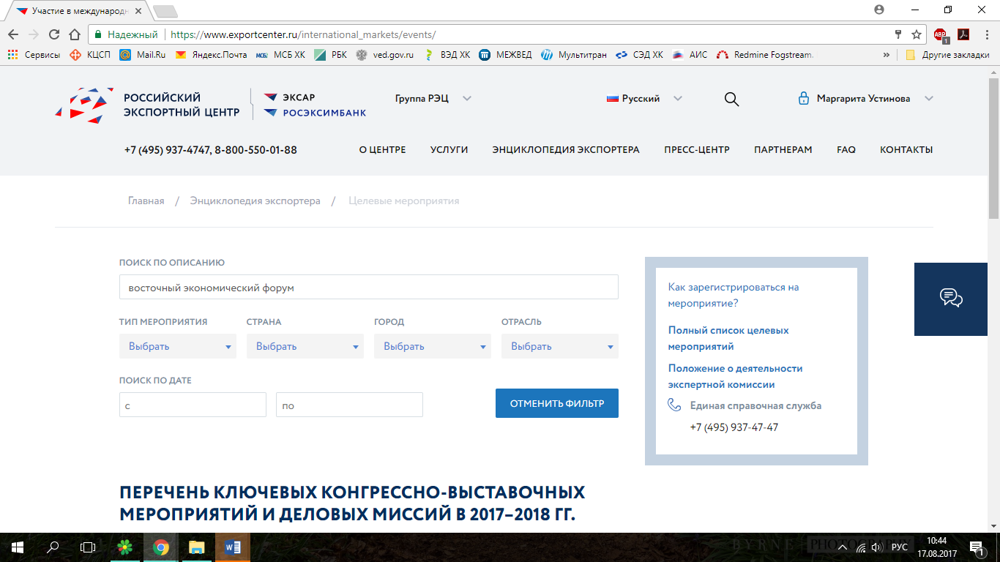 Участие в международн
Надежный
https://www.exportcenter.ru/international_markets/events/
ABP
1
Сервисы КЦСП Mail.Ru Яндекс.Почта МСБ ХК РБК ved.gov.ru ВЭД ХК МЕЖВЕД Мультитран СЭД ХК АИС Redmine Fogstream. » Другие закладки
РОССИЙСКИЙ
ЭКСПОРТНЫЙ ЦЕНТР
ЭКСАР
РОСЭКСИМБАНК
Группа РЭЦ
Русский
Маргарита Устинова
+7 (495) 937-4747, 8-800-550-01-88
О ЦЕНТРЕ УСЛУГИ ЭНЦИКЛОПЕДИЯ ЭКСПОРТЕРА ПРЕСС-ЦЕНТР ПАРТНЕРАМ FAQ КОНТАКТЫ
Главная / Энциклопедия экспортера / Целевые мероприятия
ПОИСК ПО ОПИСАНИЮ
восточный экономический форум
ТИП МЕРОПРИЯТИЯ СТРАНА ГОРОД ОТРАСЛЬ
Выбрать Выбрать Выбрать Выбрать
ПОИСК ПО ДАТЕ
с по
ОТМЕНИТЬ ФИЛЬТР
Как зарегистрироваться на
мероприятие?
Полный список целевых
мероприятий
Положение о деятельности
экспертной комиссии
Единая справочная служба
+7 (495) 937-47-47
ПЕРЕЧЕНЬ КЛЮЧЕВЫХ КОНГРЕССНО-ВЫСТАВОЧНЫХ
МЕРОПРИЯТИЙ И ДЕЛОВЫХ МИССИЙ В 2017–2018 ГГ.
BYRNE PHOTOGRAPHY
РУС
10:44
17.08.2017
1